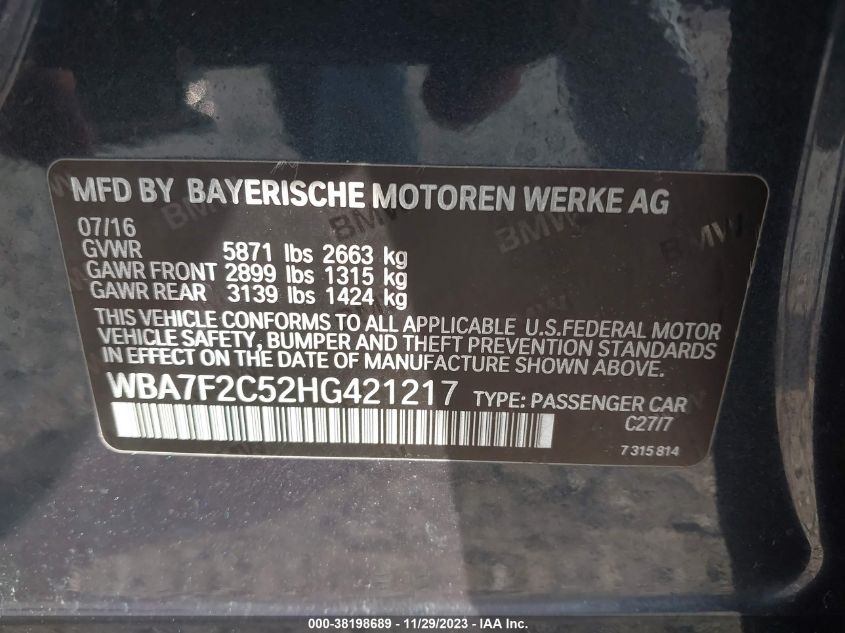 MFD BY BAYERISCHE MOTOREN WERKE AG
07/16
GVWR 5871 lbs 2663 kg
GAWR FRONT 2899 lbs 1315 kg
GAWR REAR 3139 lbs 1424 kg
THIS VEHICLE CONFORMS TO ALL APPLICABLE U.S.FEDERAL MOTOR
VEHICLE SAFETY, BUMPER AND THEFT PREVENTION STANDARDS
IN EFFECT ON THE DATE OF MANUFACTURE SHOWN ABOVE.
WBA7F2C52HG421217 TYPE: PASSENGER CAR
C27/7
7315814
000-38198689 - 11/29/2023 - IAA Inc.